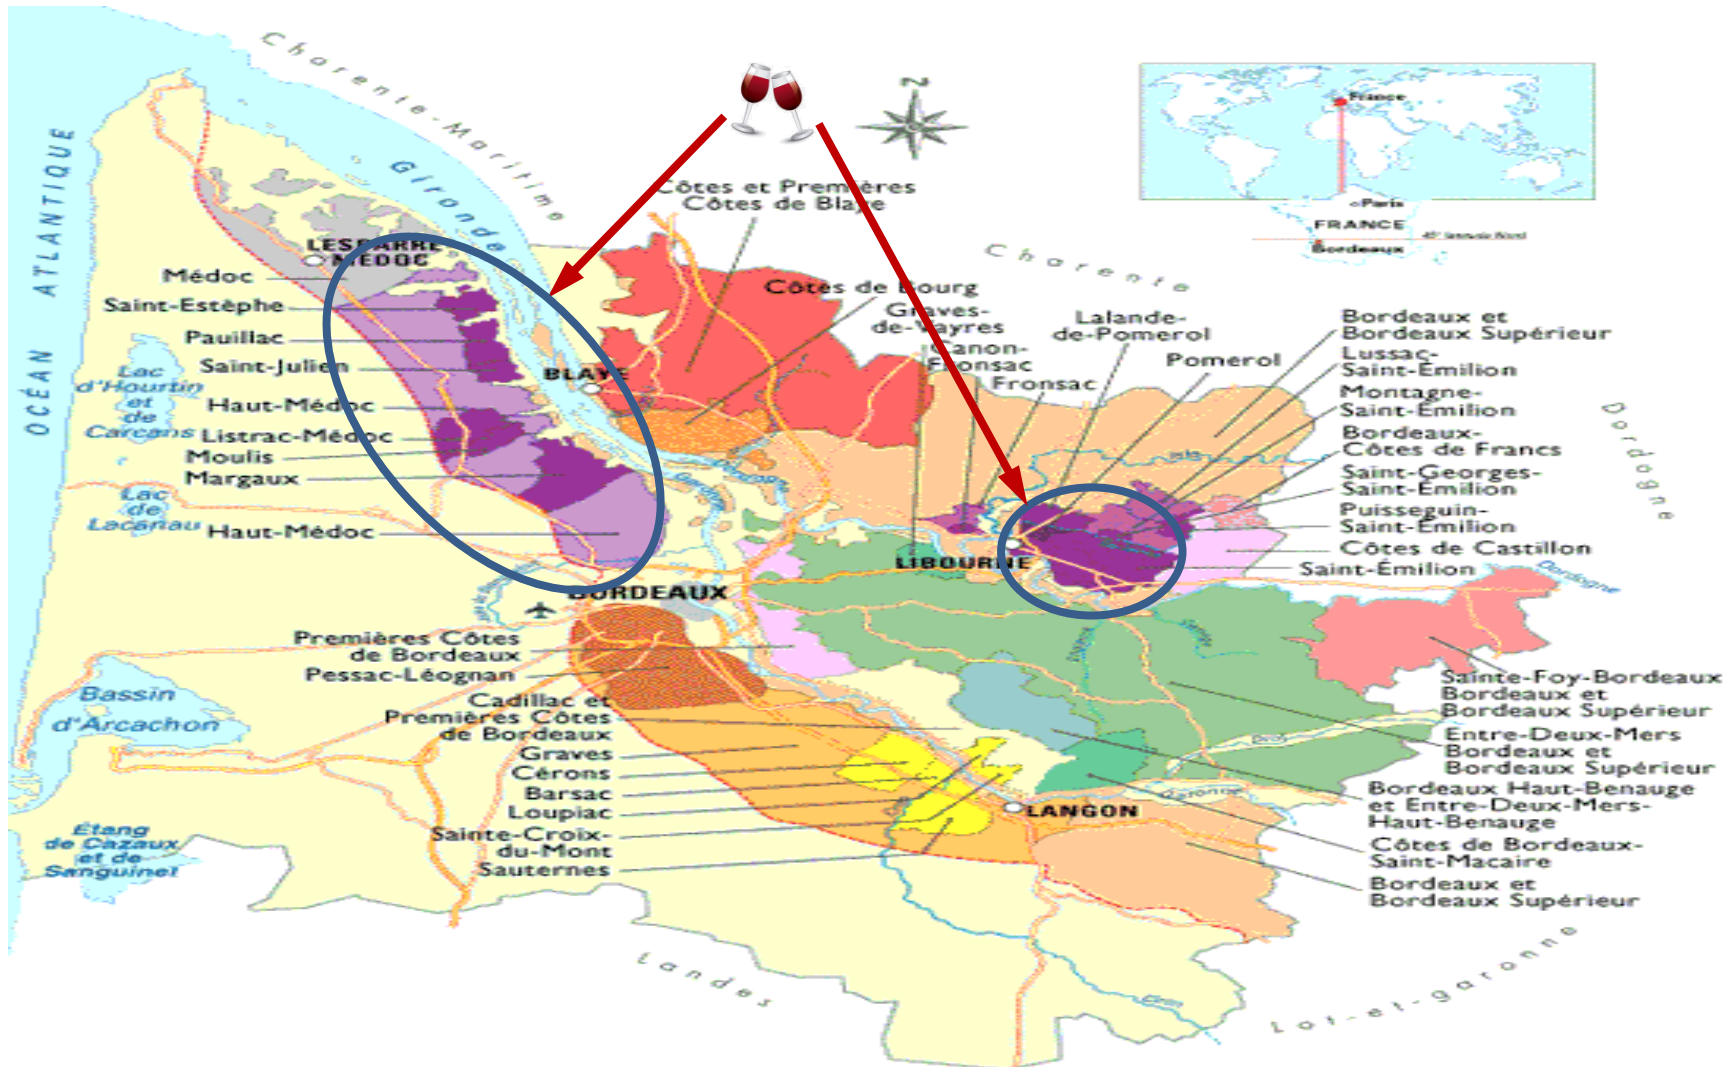 Charente-Maritime
Gironde
OCÉAN ATLANTIQUE
N
France
Paris
FRANCE
Bordeaux
Côtes et Premières
Côtes de Blaye
Charente
LESPARRE
MÉDOC
Médoc
Saint-Estèphe
Pauillac
Saint-Julien
Haut-Médoc
Listrac-Médoc
Moulis
Margaux
Haut-Médoc
Lac
d'Hourtin
et
de
Carcans
Lac
de
Lacanau
BLAYE
Côtes de Bourg
Graves-
de-Vayres
Canon-
Fronsac
Fronsac
Lalande-
de-Pomerol
Pomerol
Bordeaux et
Bordeaux Supérieur
Lussac-
Saint-Émilion
Montagne-
Saint-Émilion
Bordeaux-
Côtes de Francs
Saint-Georges-
Saint-Émilion
Puisseguin-
Saint-Émilion
Côtes de Castillon
Saint-Émilion
Dordogne
Isle
LIBOURNE
BORDEAUX
Dordogne
Premières Côtes
de Bordeaux
Pessac-Léognan
Cadillac et
Premières Côtes
de Bordeaux
Graves
Cérons
Barsac
Loupiac
Sainte-Croix-
du-Mont
Sauternes
Bassin
d'Arcachon
Étang
de Cazaux
et de
Sanguinet
Sainte-Foy-Bordeaux
Bordeaux et
Bordeaux Supérieur
Entre-Deux-Mers
Bordeaux et
Bordeaux Supérieur
Bordeaux Haut-Benauge
et Entre-Deux-Mers-
Haut-Benauge
Côtes de Bordeaux-
Saint-Macaire
Bordeaux et
Bordeaux Supérieur
Garonne
LANGON
Landes
Lot-et-garonne